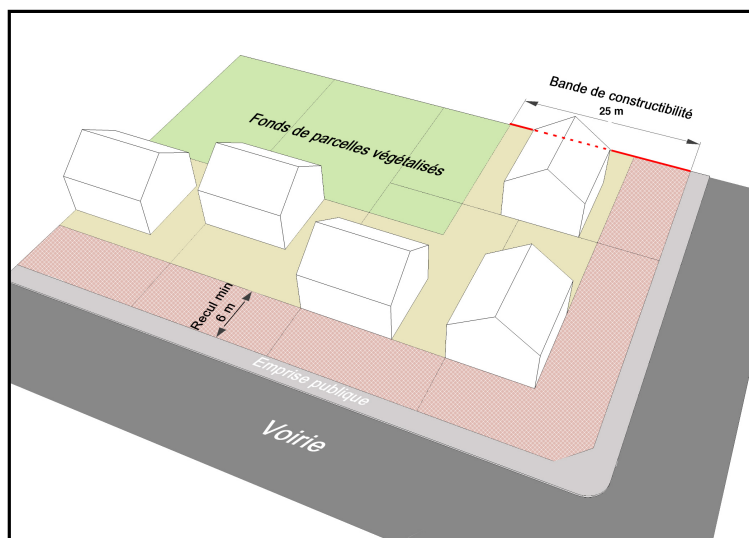 Bande de constructibilité
25 m
Fonds de parcelles végétalisés
Recul min
6 m
Emprise publique
Voirie